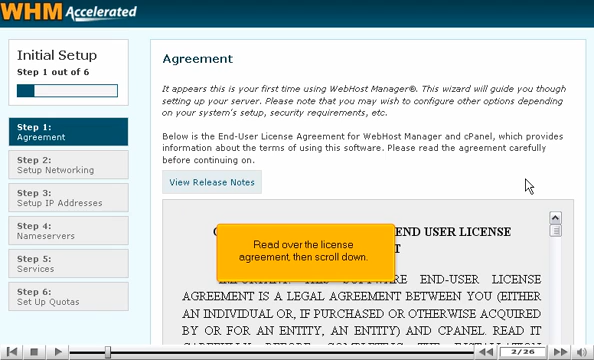 WHM Accelerated
Initial Setup
Step 1 out of 6
Step 1:
Agreement
Step 2:
Setup Networking
Step 3:
Setup IP Addresses
Step 4:
Nameservers
Step 5:
Services
Step 6:
Set Up Quotas
Agreement
It appears this is your first time using WebHost Manager®. This wizard will guide you though
setting up your server. Please note that you may wish to configure other options depending
on your system's setup, security requirements, etc.
Below is the End-User License Agreement for WebHost Manager and cPanel, which provides
information about the terms of using this software. Please read the agreement carefully
before continuing on.
View Release Notes
END USER LICENSE
Read over the license
agreement, then scroll down.
SOFTWARE END-USER LICENSE
AGREEMENT IS A LEGAL AGREEMENT BETWEEN YOU (EITHER
AN INDIVIDUAL OR, IF PURCHASED OR OTHERWISE ACQUIRED
BY OR FOR AN ENTITY, AN ENTITY) AND CPANEL. READ IT
CAREFULLY BEFORE COMPLETING THE INSTALLATION
2/26